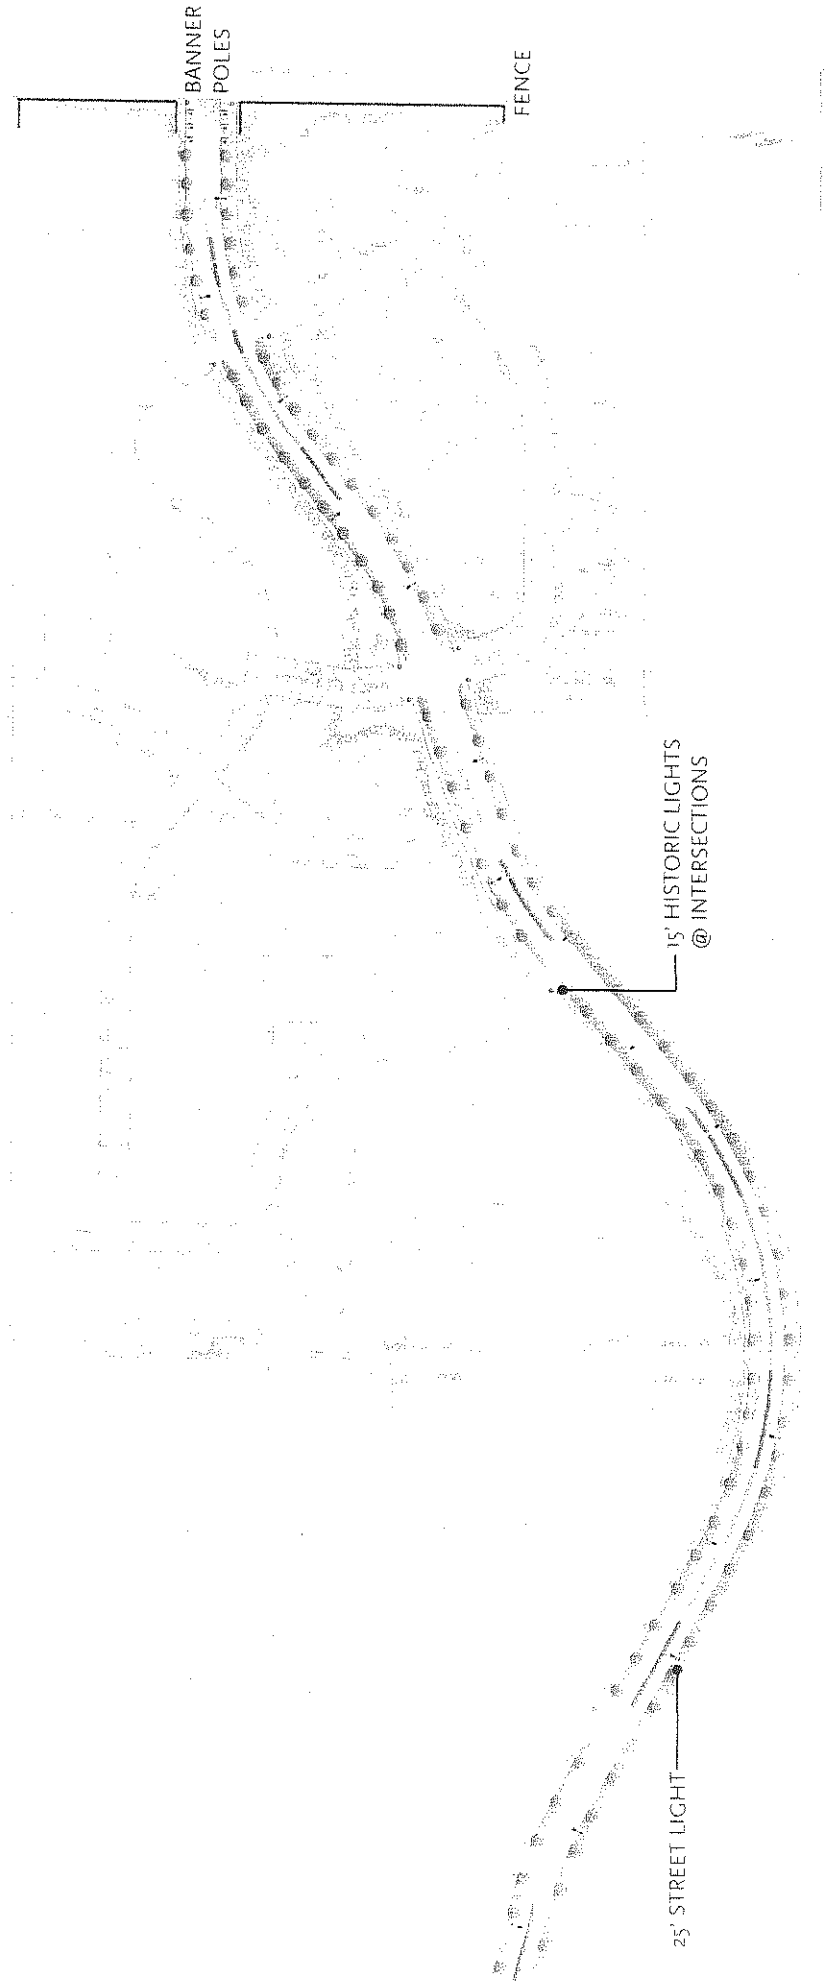 BANNER
POLES
FENCE
15' HISTORIC LIGHTS
@ INTERSECTIONS
25' STREET LIGHT